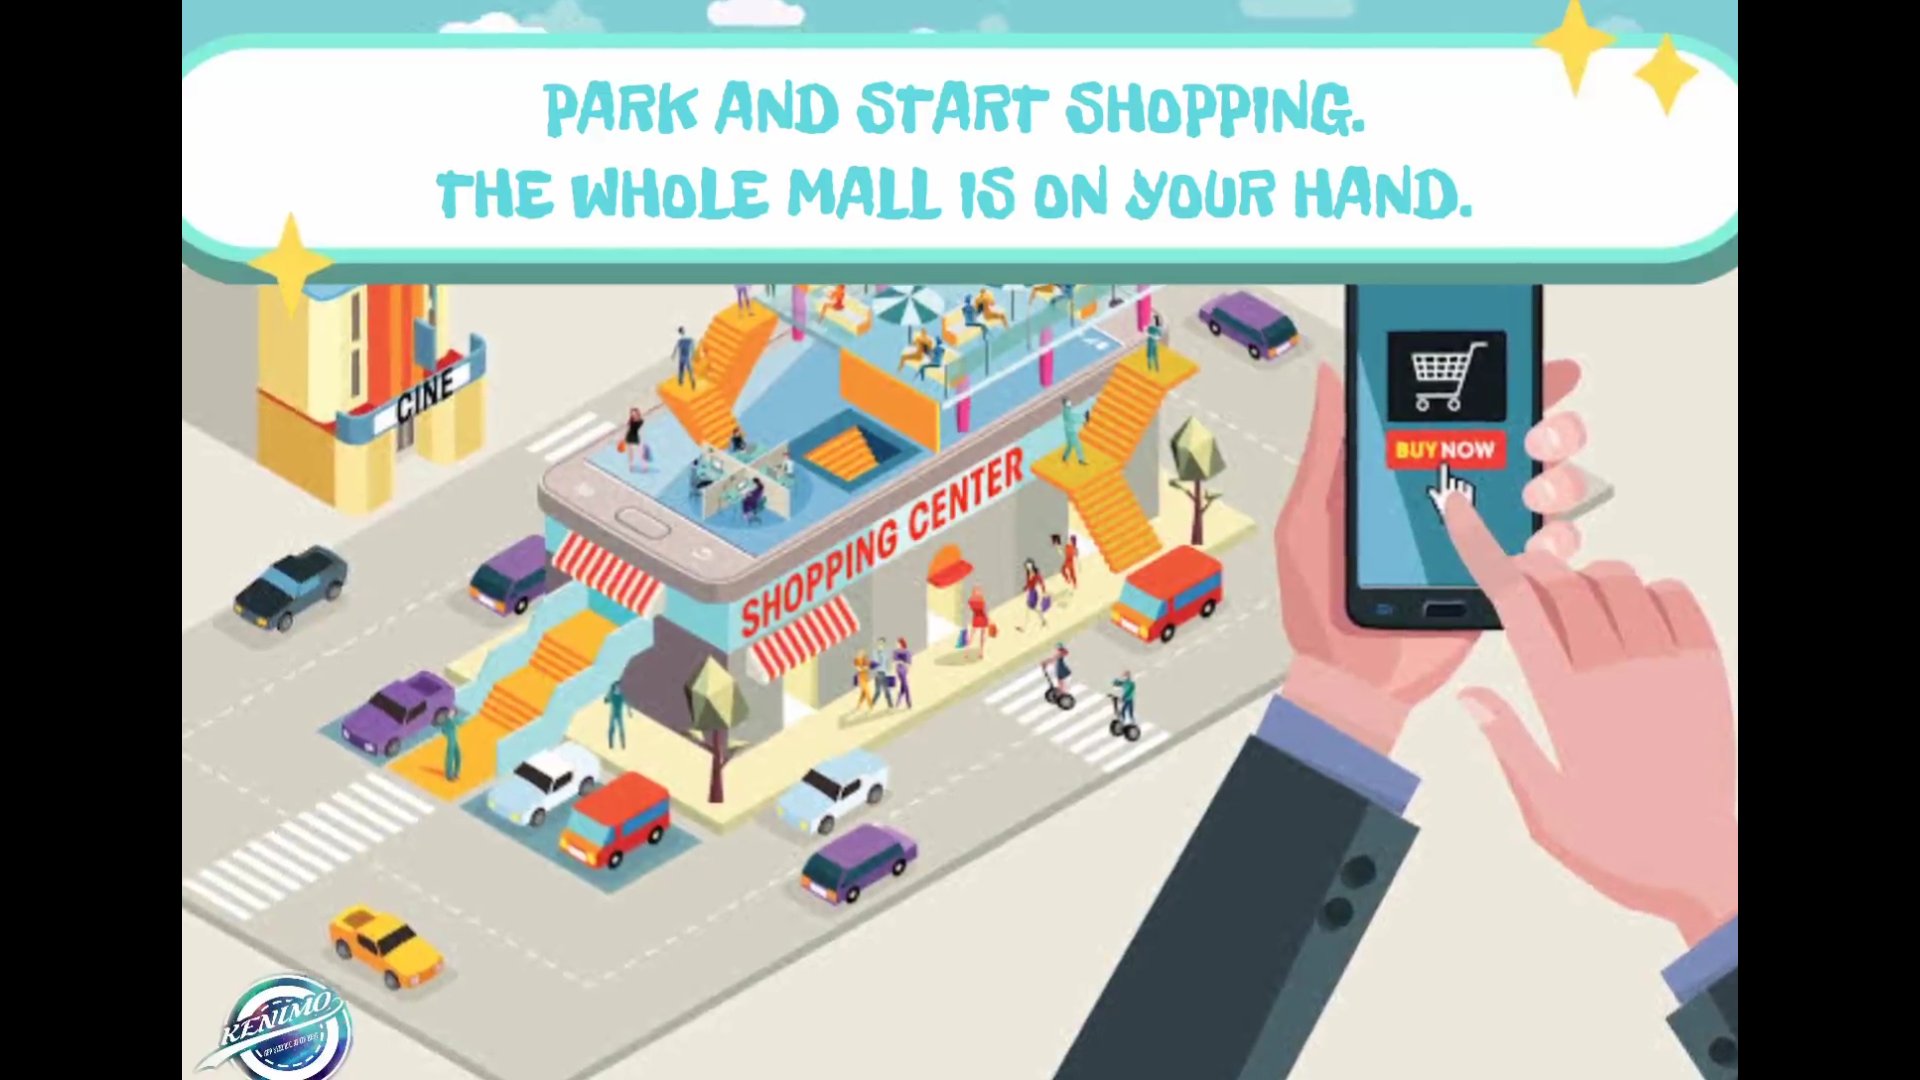 PARK AND START SHOPPING.
THE WHOLE MALL IS ON YOUR HAND.
CINE
BUY NOW
SHOPPING CENTER
KENIMO